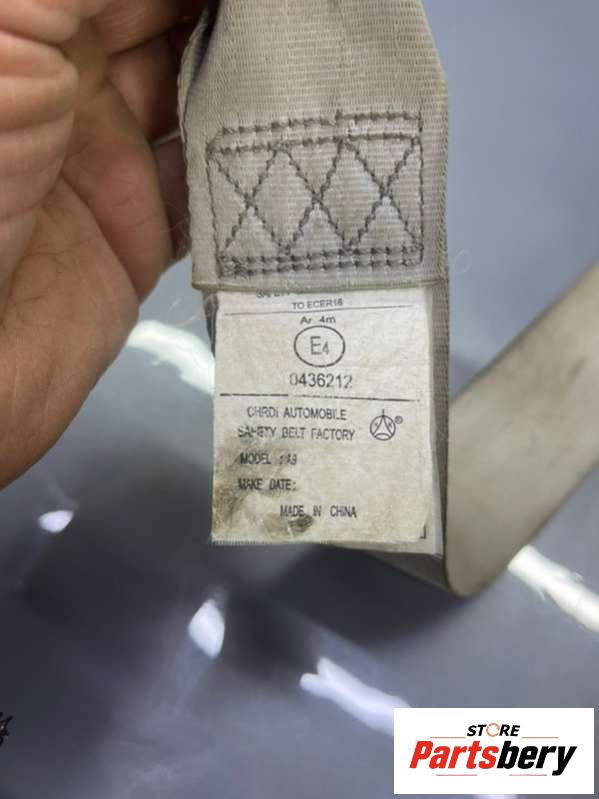 TO ECER16
Ar 4m
E4
0436212
CHRDI AUTOMOBILE
SAFETY BELT FACTORY ®
MODEL :A9
MAKE DATE:
MADE IN CHINA
STORE
Partsbery